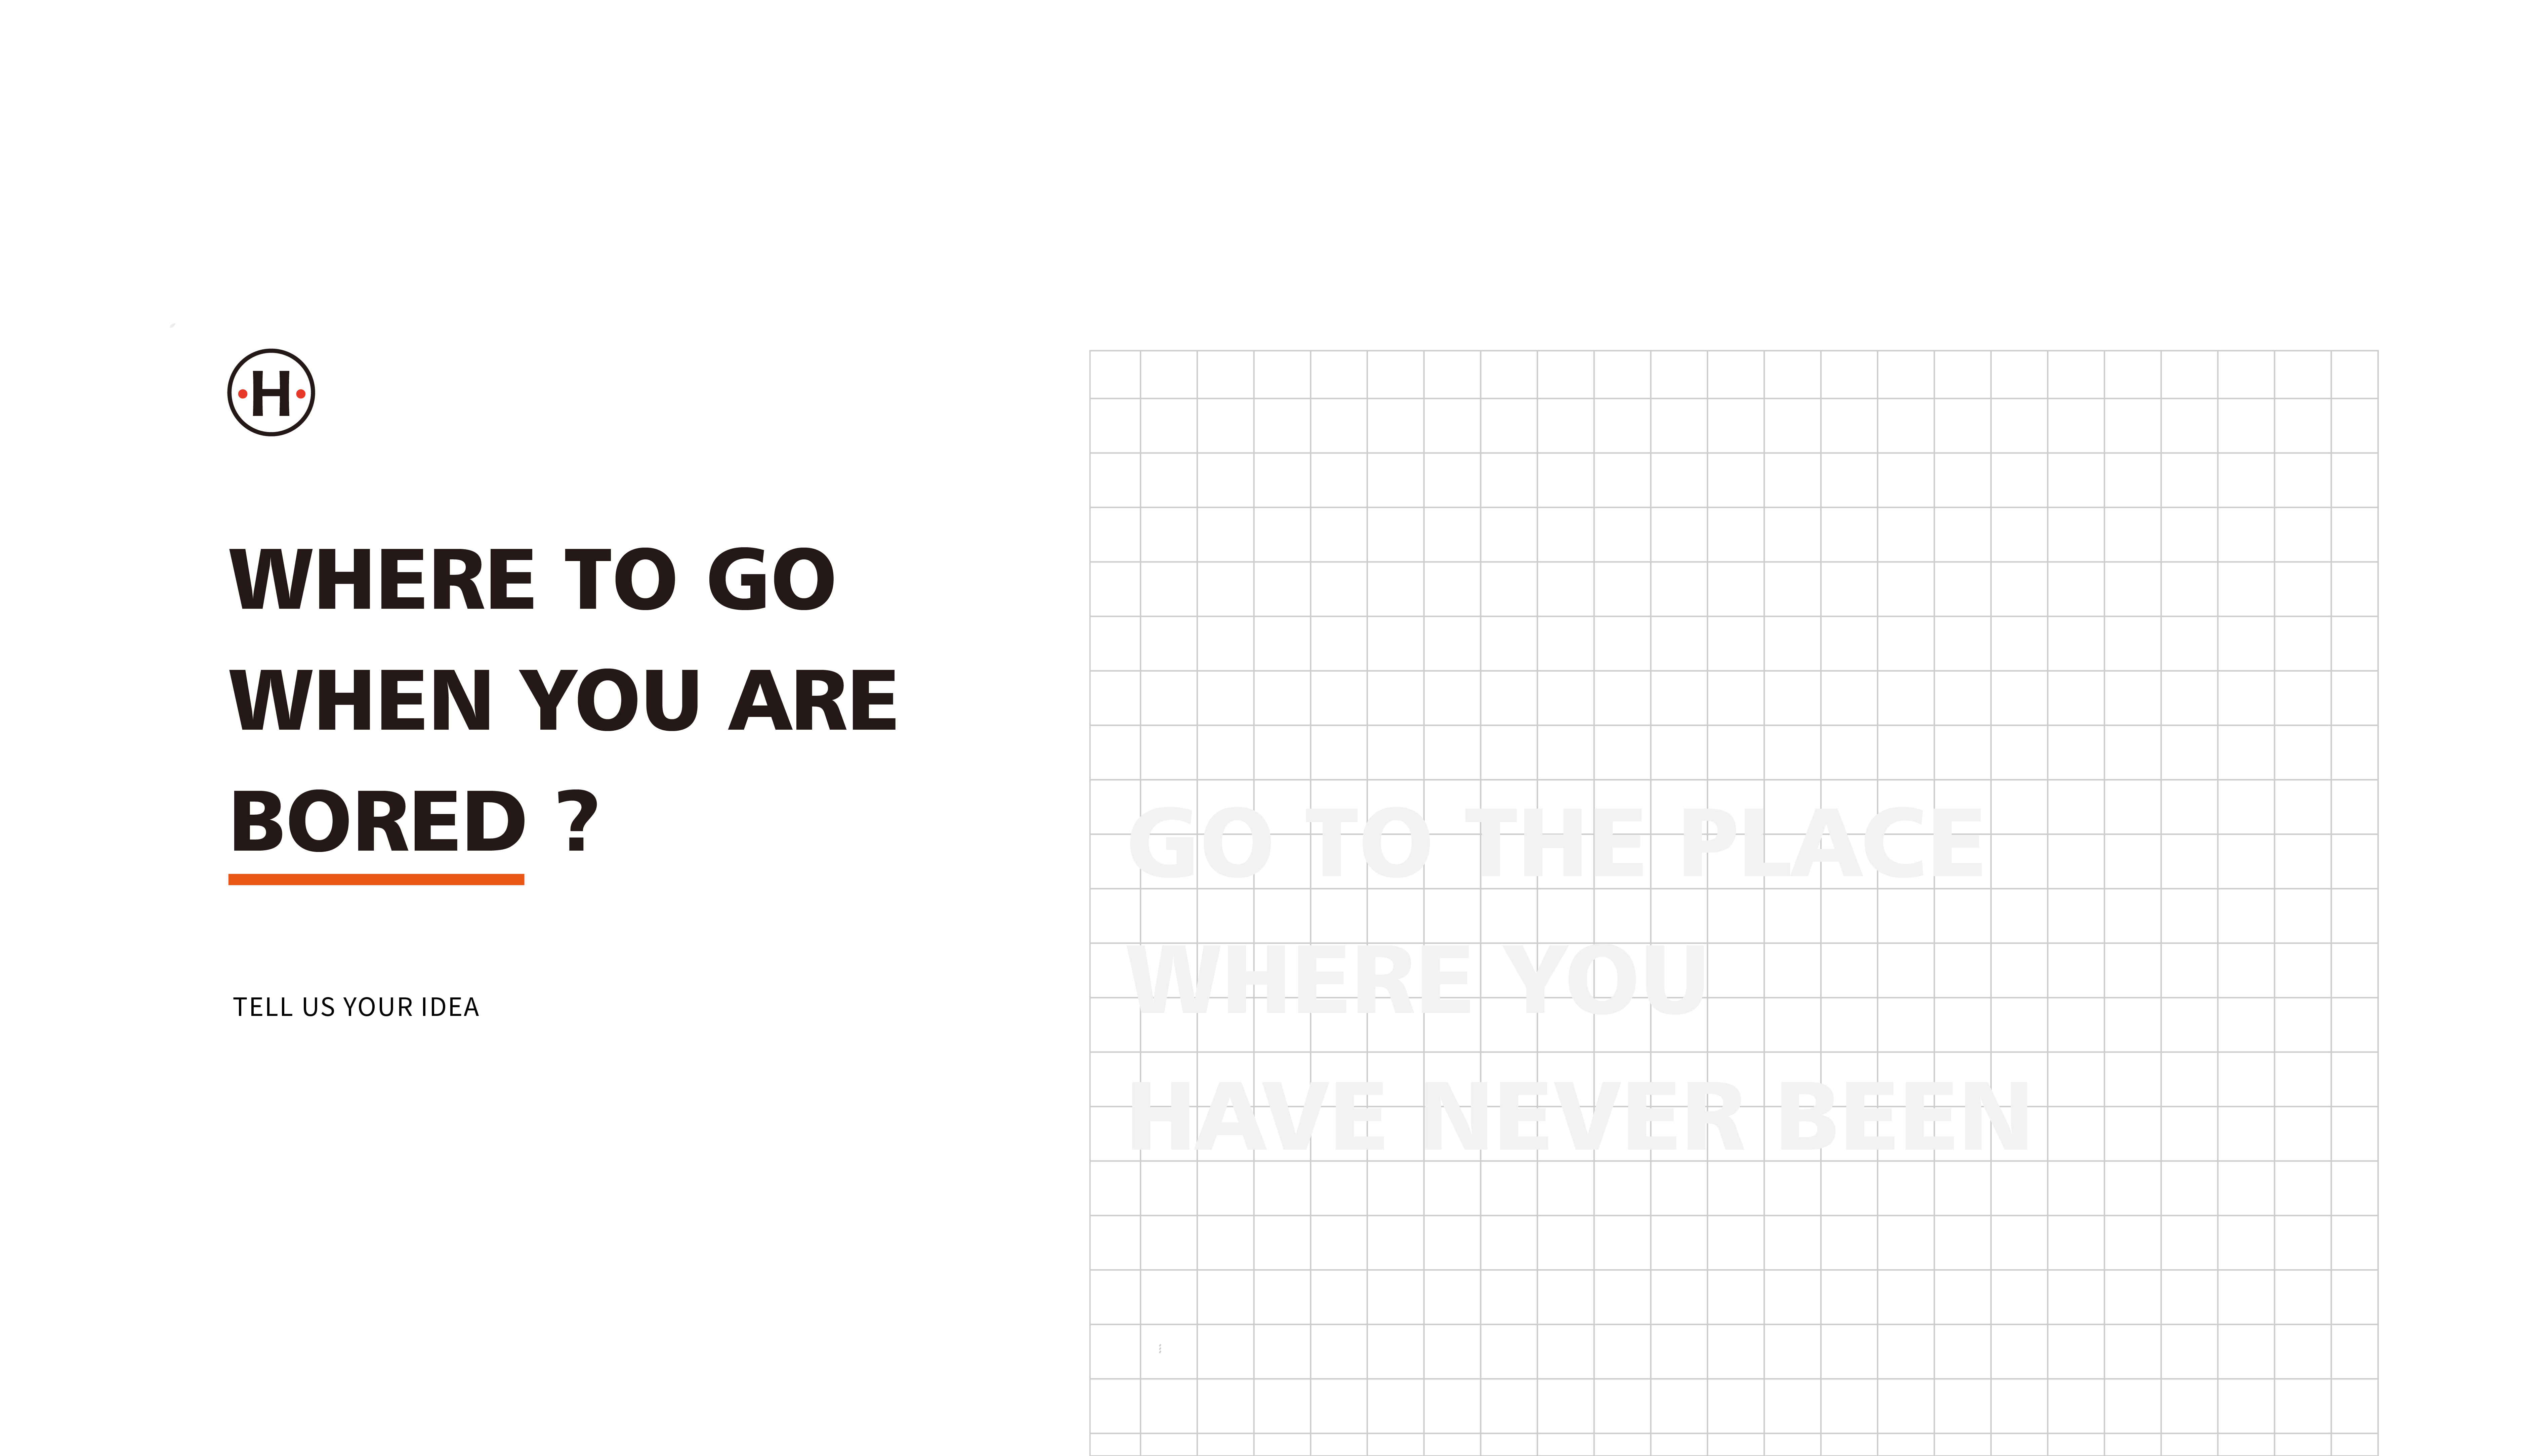 H
WHERE TO GO
WHEN YOU ARE
BORED ?
TELL US YOUR IDEA
GO TO THE PLACE
WHERE YOU
HAVE NEVER BEEN